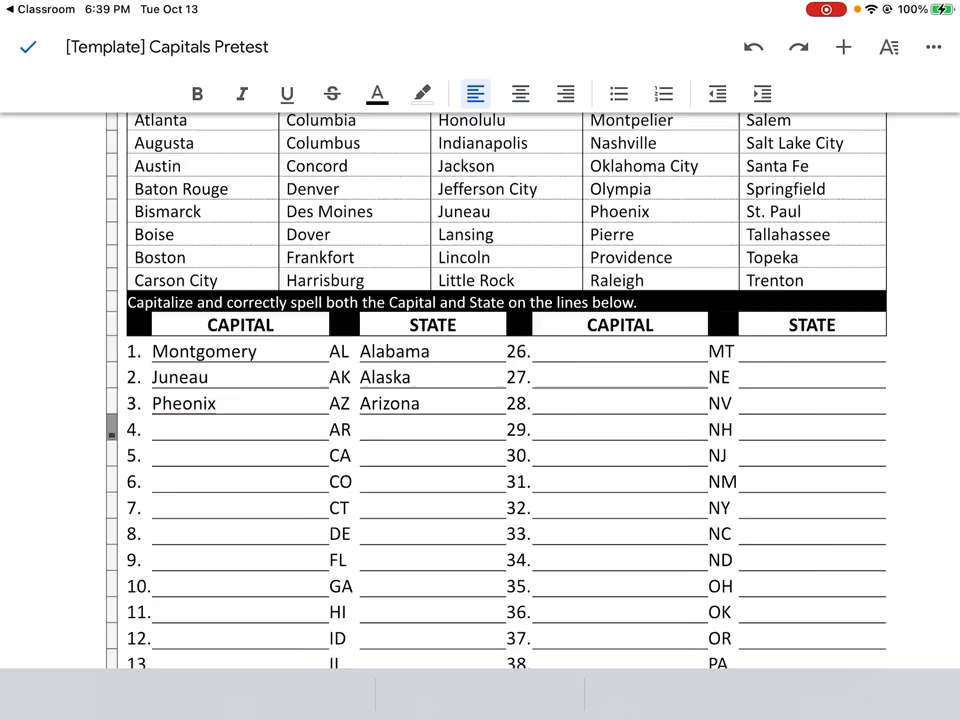 Classroom 6:39 PM Tue Oct 13 100%
[Template] Capitals Pretest
B I U S A A
Atlanta Columbia Honolulu Montpelier Salem
Augusta Columbus Indianapolis Nashville Salt Lake City
Austin Concord Jackson Oklahoma City Santa Fe
Baton Rouge Denver Jefferson City Olympia Springfield
Bismarck Des Moines Juneau Phoenix St. Paul
Boise Dover Lansing Pierre Tallahassee
Boston Frankfort Lincoln Providence Topeka
Carson City Harrisburg Little Rock Raleigh Trenton
Capitalize and correctly spell both the Capital and State on the lines below.
CAPITAL STATE CAPITAL STATE
1. Montgomery AL Alabama 26. MT
2. Juneau AK Alaska 27. NE
3. Pheonix AZ Arizona 28. NV
4. AR 29. NH
5. CA 30. NJ
6. CO 31. NM
7. CT 32. NY
8. DE 33. NC
9. FL 34. ND
10. GA 35. OH
11. HI 36. OK
12. ID 37. OR
13. IL 38. PA